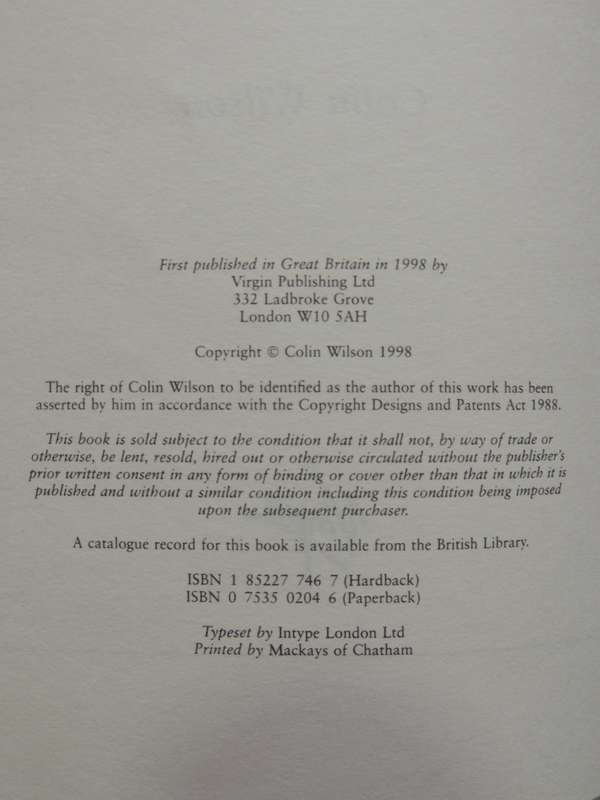 First published in Great Britain in 1998 by
Virgin Publishing Ltd
332 Ladbroke Grove
London W10 5AH
Copyright © Colin Wilson 1998
The right of Colin Wilson to be identified as the author of this work has been
asserted by him in accordance with the Copyright Designs and Patents Act 1988.
This book is sold subject to the condition that it shall not, by way of trade or
otherwise, be lent, resold, hired out or otherwise circulated without the publisher's
prior written consent in any form of binding or cover other than that in which it is
published and without a similar condition including this condition being imposed
upon the subsequent purchaser.
A catalogue record for this book is available from the British Library.
ISBN 1 85227 746 7 (Hardback)
ISBN 0 7535 0204 6 (Paperback)
Typeset by Intype London Ltd
Printed by Mackays of Chatham